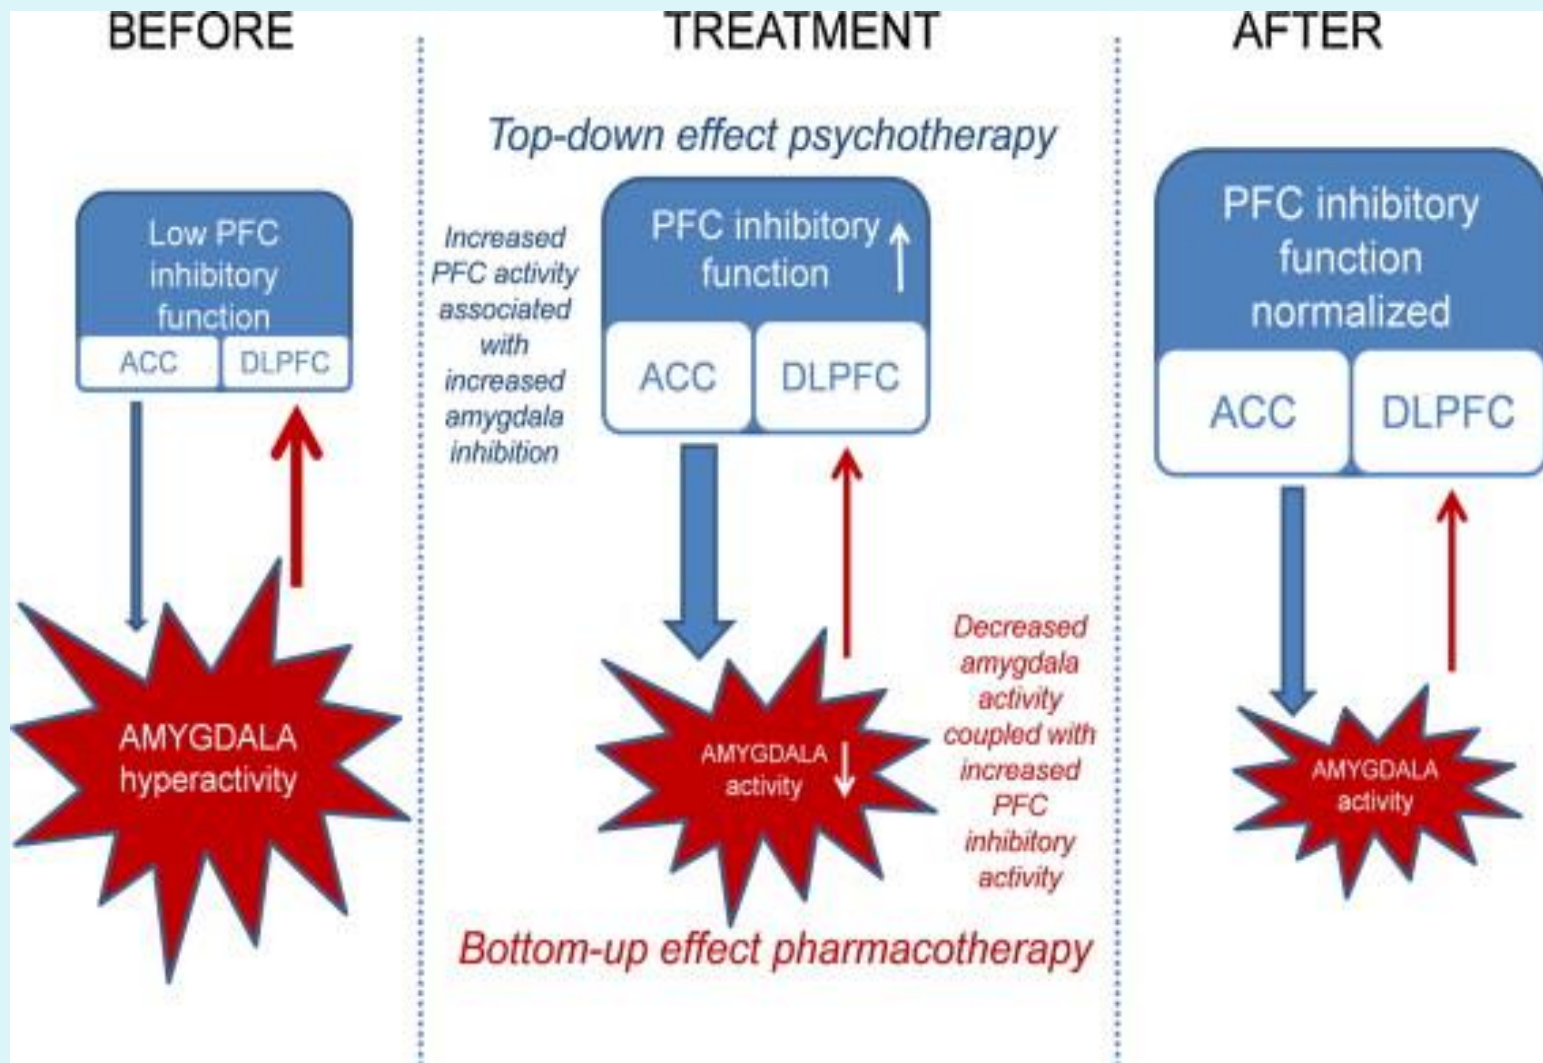 BEFORE
TREATMENT
AFTER
Low PFC
inhibitory
function
ACC
DLPFC
AMYGDALA
hyperactivity
Top-down effect psychotherapy
Increased
PFC activity
associated
with
increased
amygdala
inhibition
PFC inhibitory
function
ACC
DLPFC
AMYGDALA
activity
Decreased
amygdala
activity
coupled with
increased
PFC
inhibitory
activity
Bottom-up effect pharmacotherapy
PFC inhibitory
function
normalized
ACC
DLPFC
AMYGDALA
activity